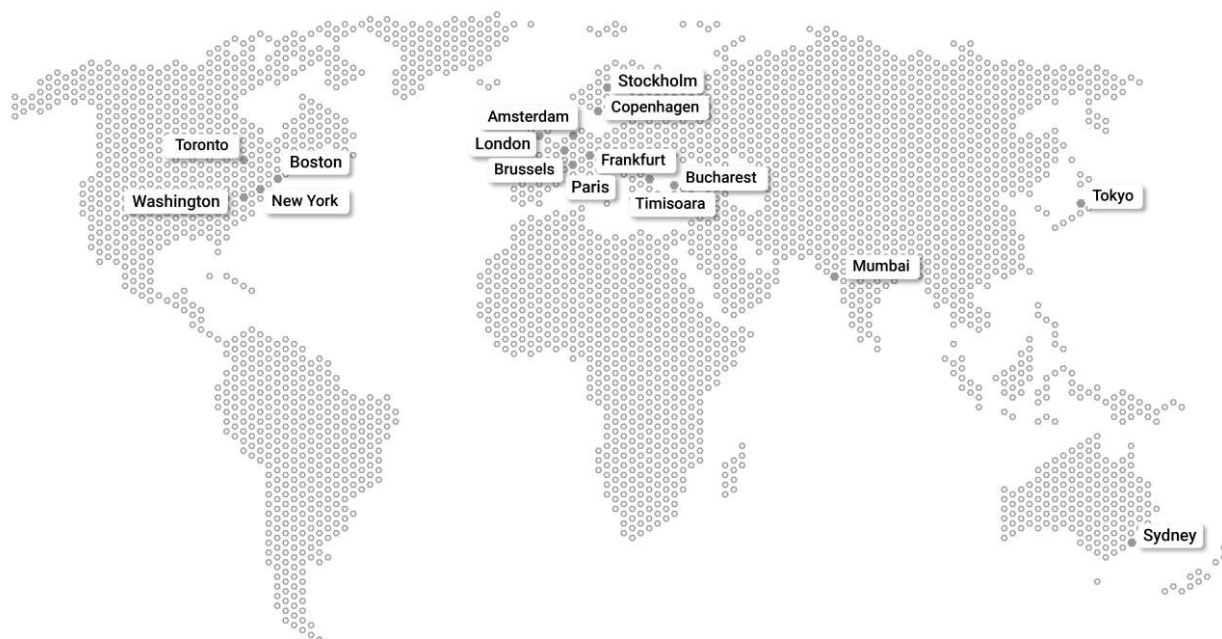 Stockholm
Copenhagen
Amsterdam
London
Toronto
Boston
Brussels
Frankfurt
Paris
Bucharest
Washington
New York
Timisoara
Tokyo
Mumbai
Sydney